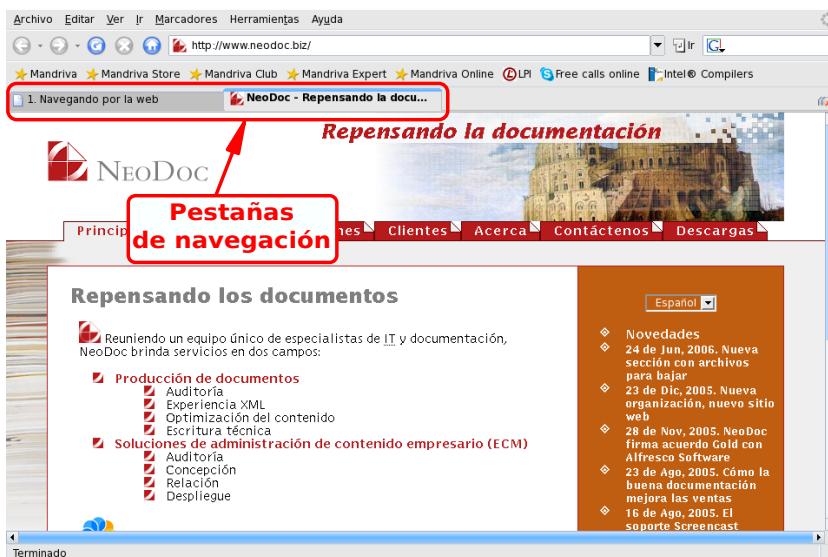 Archivo Editar Ver Ir Marcadores Herramientas Ayuda
http://www.neodoc.biz/ Ir
Mandriva Mandriva Store Mandriva Club Mandriva Expert Mandriva Online LPI Free calls online Intel® Compilers
1. Navegando por la web NeoDoc - Repensando la docu...
Repensando la documentación
NEODOC
Pestañas
de navegación
Clientes Acerca Contáctenos Descargas
Repensando los documentos
Español
Reuniendo un equipo único de especialistas de IT y documentación,
NeoDoc brinda servicios en dos campos:
Producción de documentos
Auditoría
Experiencia XML
Optimización del contenido
Escritura técnica
Soluciones de administración de contenido empresario (ECM)
Auditoría
Concepción
Relación
Despliegue
Novedades
24 de Jun, 2006. Nueva
sección con archivos
para bajar
23 de Dic, 2005. Nueva
organización, nuevo sitio
web
28 de Nov, 2005. NeoDoc
firma acuerdo Gold con
Alfresco Software
23 de Ago, 2005. Cómo la
buena documentación
mejora las ventas
16 de Ago, 2005. El
soporte Screencast
Terminado